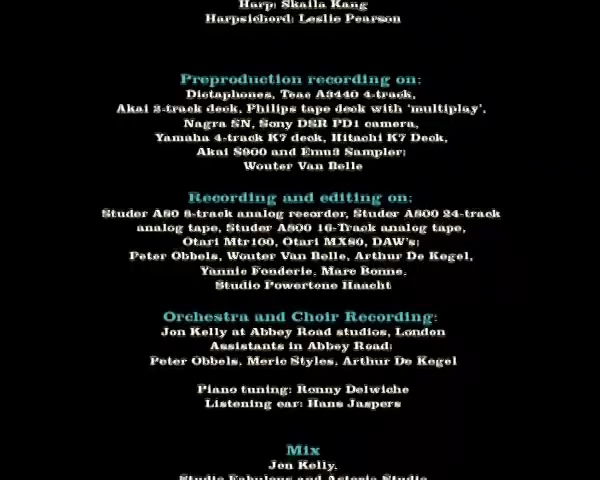 Harp: Skaila Kang
Harpsichord: Leslie Pearson
Preproduction recording on:
Dictaphones, Teac A3440 4-track,
Akai 2-track deck, Philips tape deck with 'multiplay',
Nagra SN, Sony DSR PD1 camera,
Yamaha 4-track K7 deck, Hitachi K7 Deck,
Akai S900 and Emu3 Sampler:
Wouter Van Belle
Recording and editing on:
Studer A80 8-track analog recorder, Studer A800 24-track
analog tape, Studer A800 16-Track analog tape,
Otari Mtr100, Otari MX80, DAW's:
Peter Obbels, Wouter Van Belle, Arthur De Kegel,
Yannic Fonderie, Marc Bonne.
Studio Powertone Haacht
Orchestra and Choir Recording:
Jon Kelly at Abbey Road studios, London
Assistants in Abbey Road:
Peter Obbels, Meric Styles, Arthur De Kegel
Piano tuning: Ronny Delwiche
Listening ear: Hans Jaspers
Mix
Jon Kelly.
Studio Fabulous and Astoria Studio